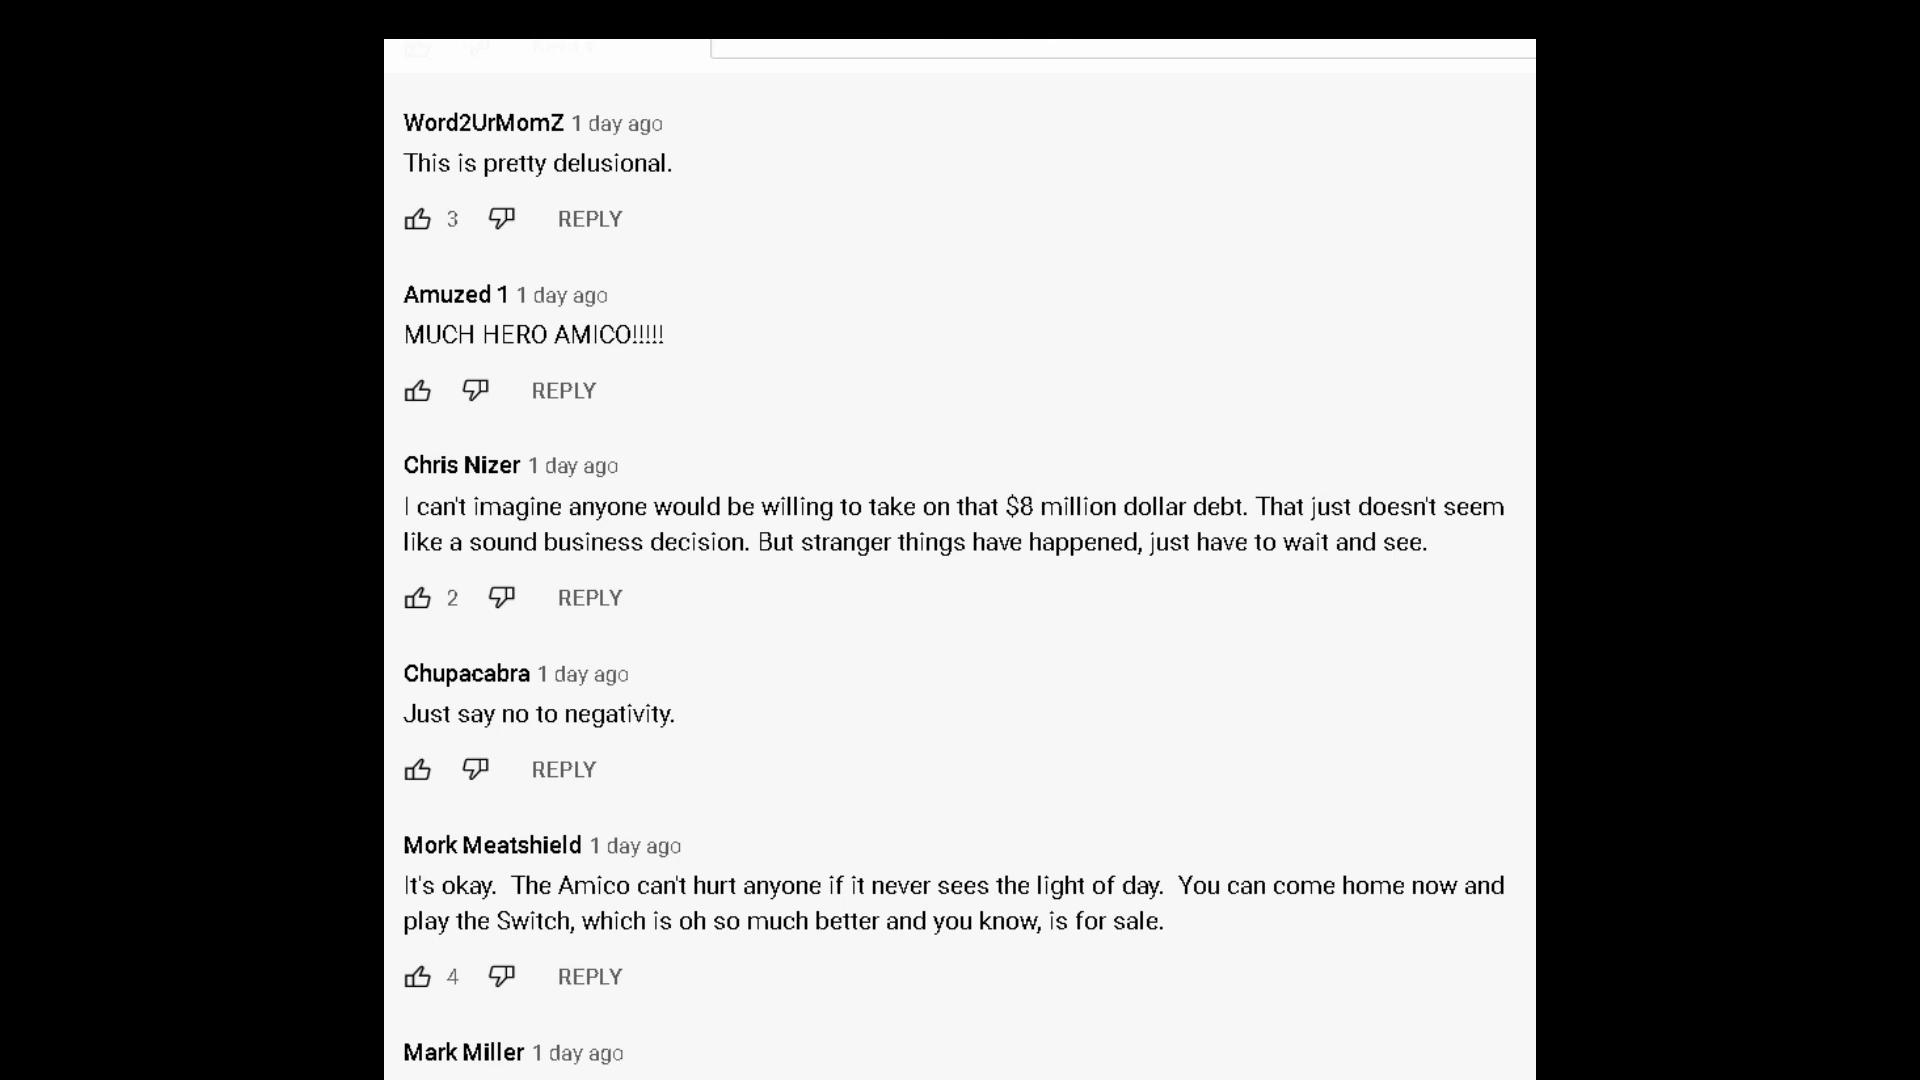 Word2UrMomZ 1 day ago
This is pretty delusional.
3 REPLY
Amuzed 1 1 day ago
MUCH HERO AMICO!!!!!
REPLY
Chris Nizer 1 day ago
I can't imagine anyone would be willing to take on that $8 million dollar debt. That just doesn't seem
like a sound business decision. But stranger things have happened, just have to wait and see.
2 REPLY
Chupacabra 1 day ago
Just say no to negativity.
REPLY
Mork Meatshield 1 day ago
It's okay.  The Amico can't hurt anyone if it never sees the light of day.  You can come home now and
play the Switch, which is oh so much better and you know, is for sale.
4 REPLY
Mark Miller 1 day ago